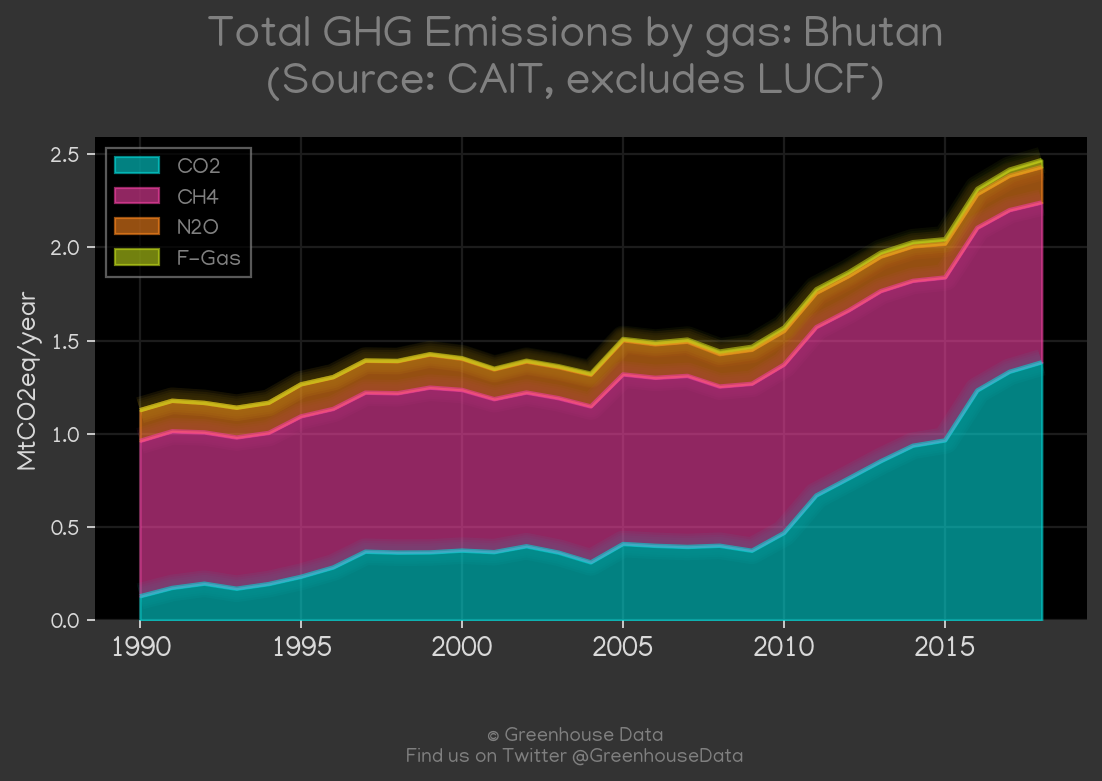 Total GHG Emissions by gas: Bhutan
(Source: CAIT, excludes LUCF)
2.5
2.0
1.5
1.0
0.5
0.0
MtCO2eq/year
CO2
CH4
N2O
F-Gas
1990 1995 2000 2005 2010 2015
© Greenhouse Data
Find us on Twitter @GreenhouseData